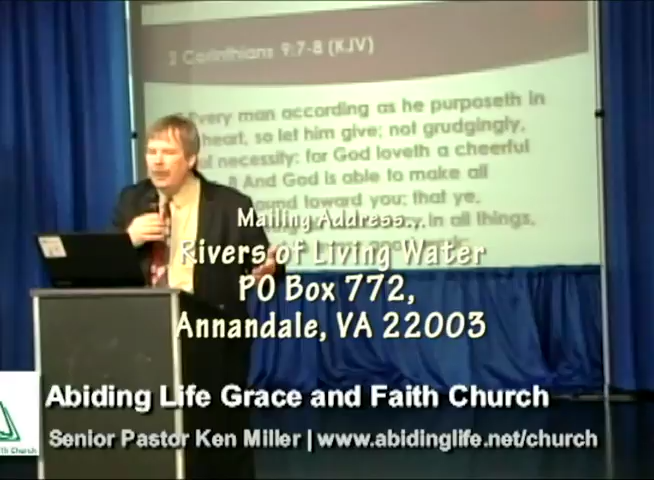 2 Corinthians 9:7-8 (KJV)
Every man according as he purposeth in
heart, so let him give; not grudgingly,
of necessity: for God loveth a cheerful
8 And God is able to make all
toward you; that ye,
in all things,
Mailing Address...
Rivers of Living Water
PO Box 772,
Annandale, VA 22003
Abiding Life Grace and Faith Church
Senior Pastor Ken Miller | www.abidinglife.net/church